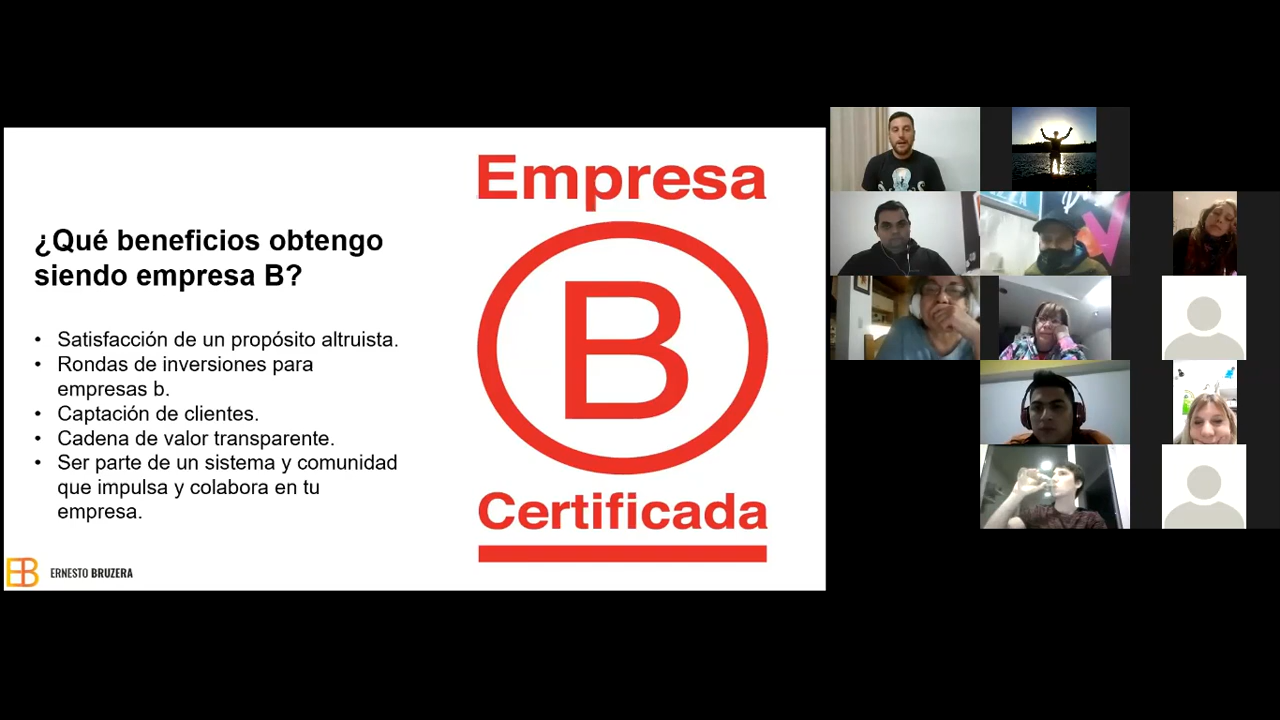 ¿Qué beneficios obtengo
siendo empresa B?
• Satisfacción de un propósito altruista.
• Rondas de inversiones para
empresas b.
• Captación de clientes.
• Cadena de valor transparente.
• Ser parte de un sistema y comunidad
que impulsa y colabora en tu
empresa.
Empresa
B
Certificada
EB ERNESTO BRUZERA